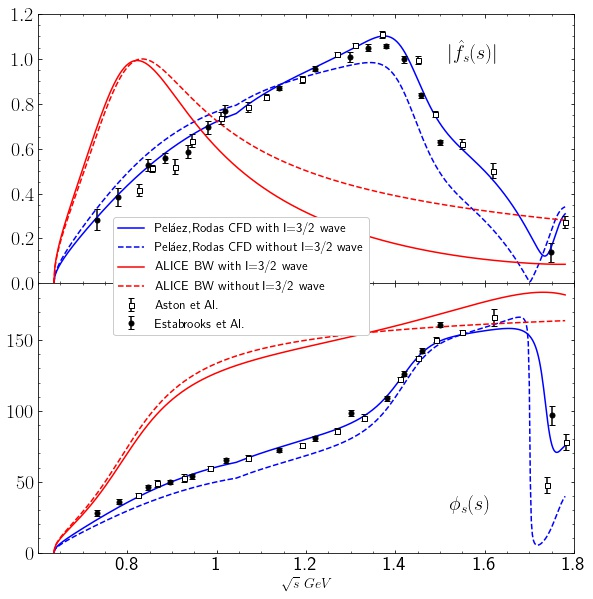 1.2
1.0
0.8
0.6
0.4
0.2
0.0
|f̂ₛ(s)|
Peláez,Rodas CFD with I=3/2 wave
Peláez,Rodas CFD without I=3/2 wave
ALICE BW with I=3/2 wave
ALICE BW without I=3/2 wave
Aston et Al.
Estabrooks et Al.
150
100
50
0
ϕₛ(s)
0.8 1 1.2 1.4 1.6 1.8
√s GeV